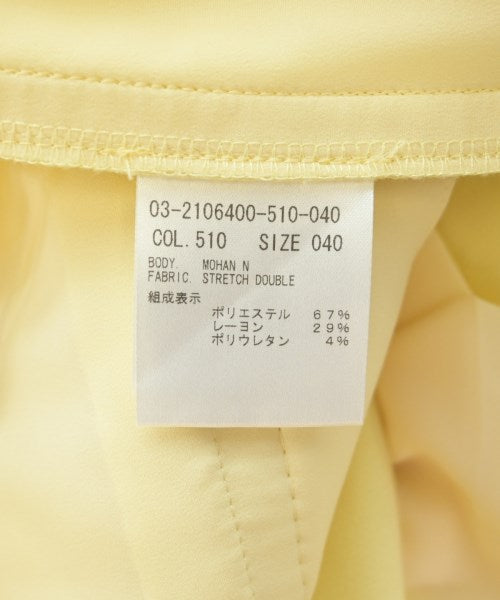 03-2106400-510-040
COL. 510 SIZE 040
BODY. MOHAN N
FABRIC. STRETCH DOUBLE
組成表示
ポリエステル 67%
レーヨン 29%
ポリウレタン 4%